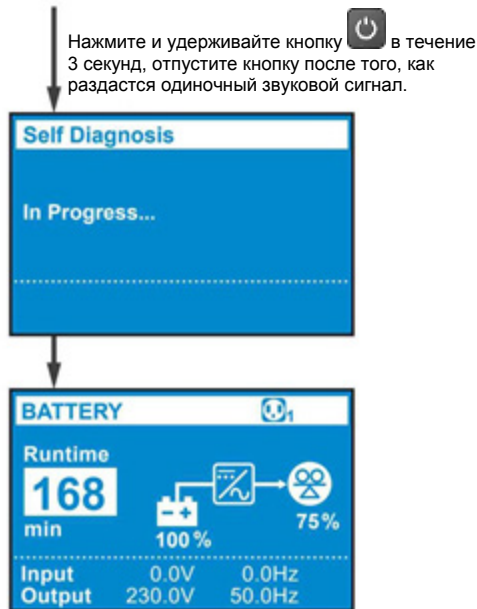 Нажмите и удерживайте кнопку в течение
3 секунд, отпустите кнопку после того, как
раздастся одиночный звуковой сигнал.
Self Diagnosis
In Progress...
BATTERY 1
Runtime
168
min
100%
75%
Input 0.0V 0.0Hz
Output 230.0V 50.0Hz